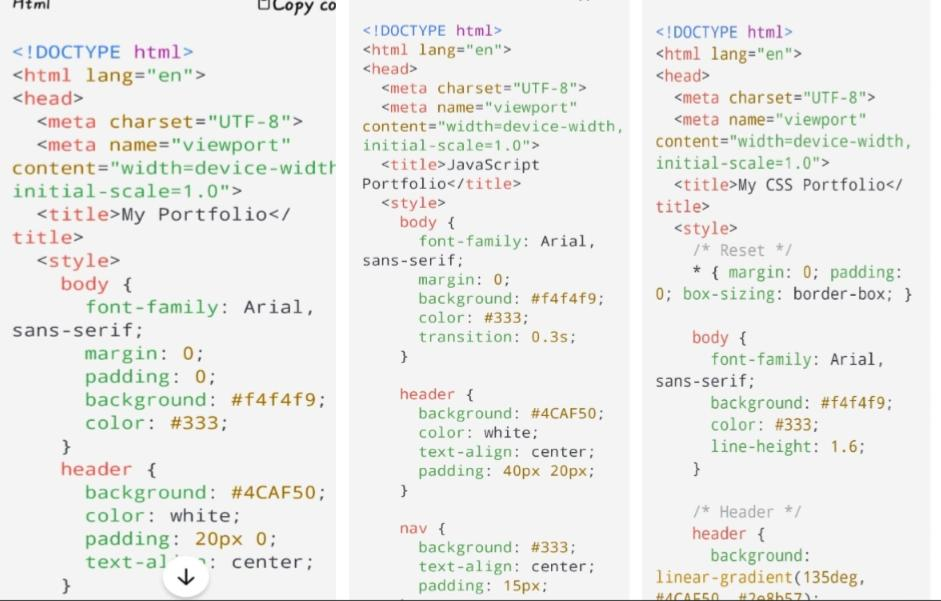 Html
Copy co
<!DOCTYPE html>
<html lang="en">
<head>
<meta charset="UTF-8">
<meta name="viewport"
content="width=device-width
initial-scale=1.0">
<title>My Portfolio</
title>
<style>
body {
font-family: Arial,
sans-serif;
margin: 0;
padding: 0;
background: #f4f4f9;
color: #333;
}
header {
background: #4CAF50;
color: white;
padding: 20px 0;
text-al : center;
}
<!DOCTYPE html>
<html lang="en">
<head>
<meta charset="UTF-8">
<meta name="viewport"
content="width=device-width,
initial-scale=1.0">
<title>JavaScript
Portfolio</title>
<style>
body {
font-family: Arial,
sans-serif;
margin: 0;
background: #f4f4f9;
color: #333;
transition: 0.3s;
}
header {
background: #4CAF50;
color: white;
text-align: center;
padding: 40px 20px;
}
nav {
background: #333;
text-align: center;
padding: 15px;
<!DOCTYPE html>
<html lang="en">
<head>
<meta charset="UTF-8">
<meta name="viewport"
content="width=device-width,
initial-scale=1.0">
<title>My CSS Portfolio</
title>
<style>
/* Reset */
* { margin: 0; padding:
0; box-sizing: border-box; }
body {
font-family: Arial,
sans-serif;
background: #f4f4f9;
color: #333;
line-height: 1.6;
}
/* Header */
header {
background:
linear-gradient(135deg,
#4CAF50, #2e8b57);